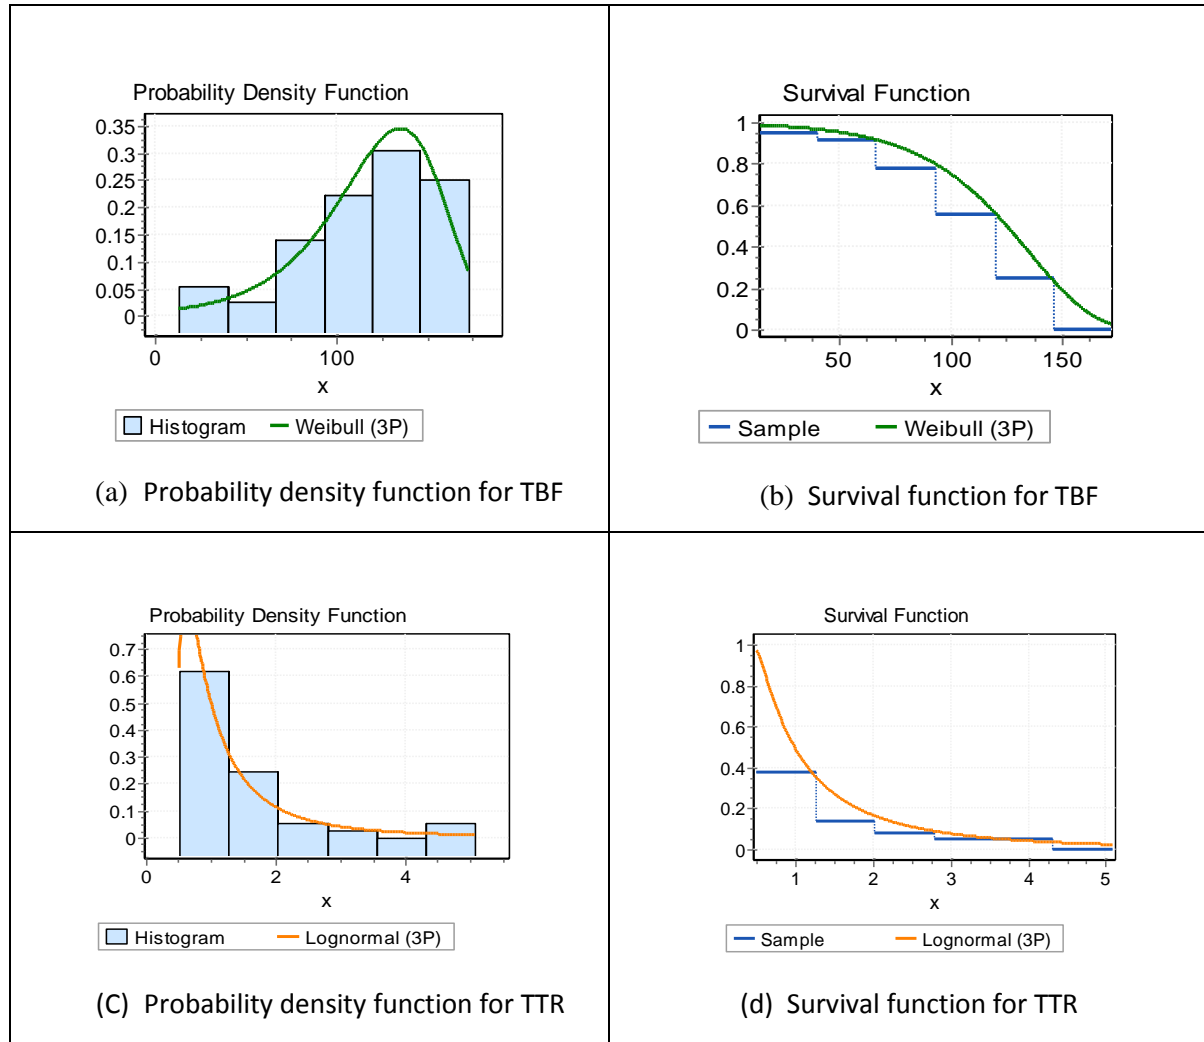 Probability Density Function
0.35
0.3
0.25
0.2
0.15
0.1
0.05
0
0 100
x
Histogram Weibull (3P)
(a) Probability density function for TBF
Survival Function
1
0.8
0.6
0.4
0.2
0
50 100 150
x
Sample Weibull (3P)
(b) Survival function for TBF
Probability Density Function
0.7
0.6
0.5
0.4
0.3
0.2
0.1
0
0 2 4
x
Histogram Lognormal (3P)
(C) Probability density function for TTR
Survival Function
1
0.8
0.6
0.4
0.2
0
1 2 3 4 5
x
Sample Lognormal (3P)
(d) Survival function for TTR